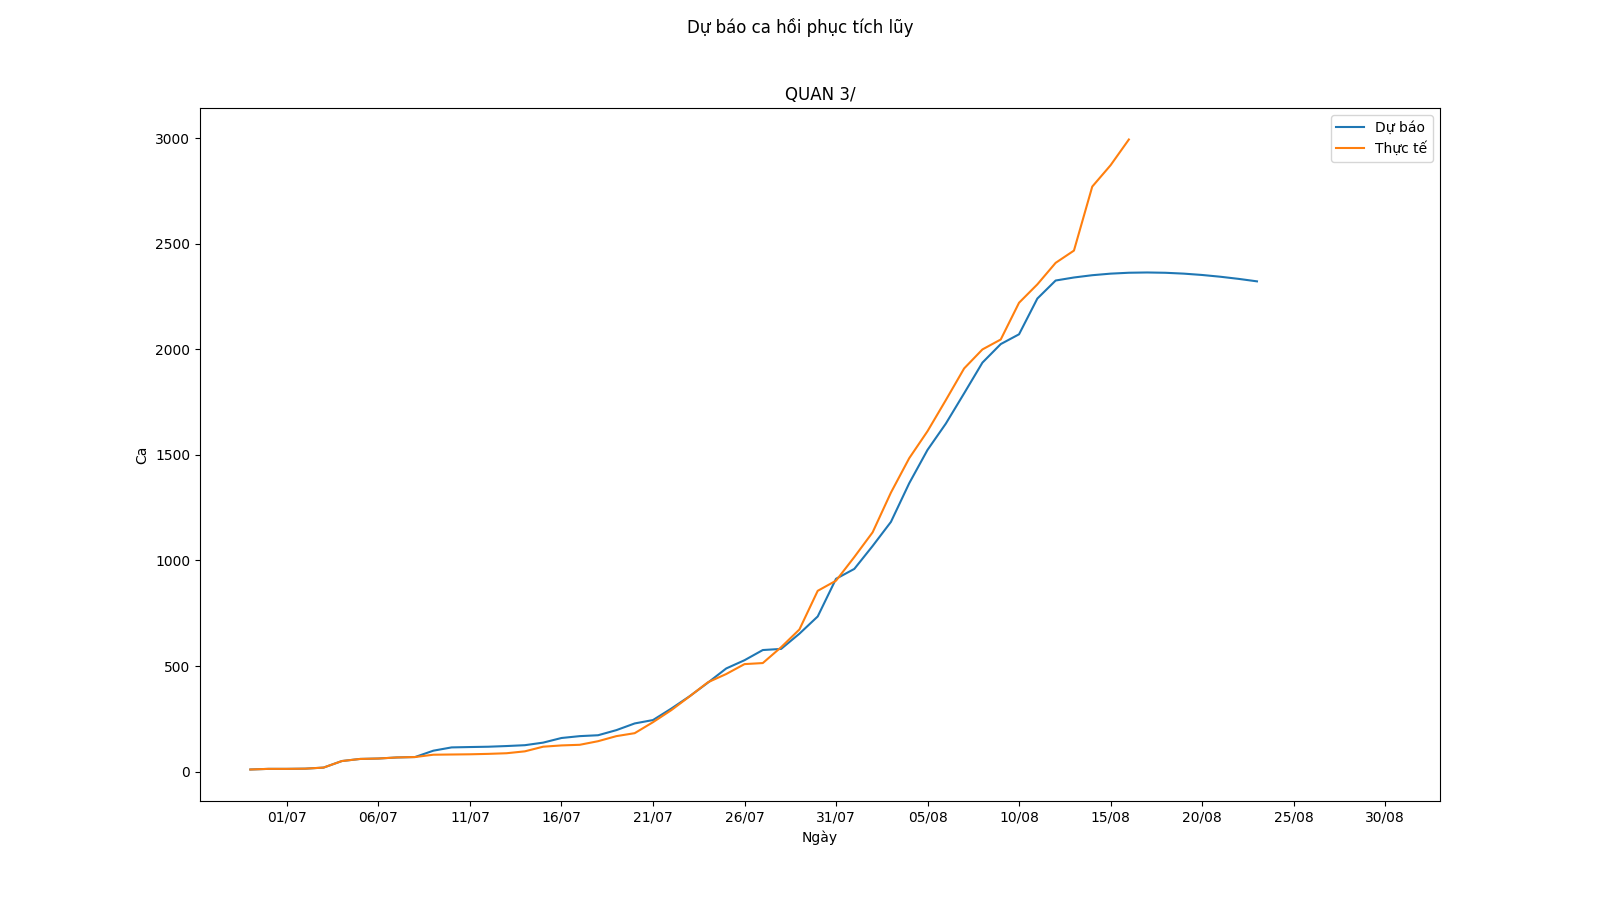 Dự báo ca hồi phục tích lũy
QUAN 3/
Dự báo
Thực tế
3000
2500
2000
1500
1000
500
0
Ca
01/07 06/07 11/07 16/07 21/07 26/07 31/07 05/08 10/08 15/08 20/08 25/08 30/08
Ngày